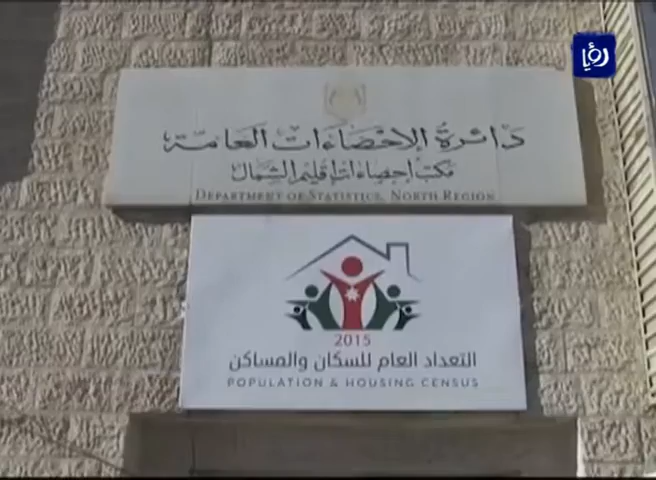 رؤيا
دائرة الإحصاءات العامة
مكتب إحصاءات إقليم الشمال
DEPARTMENT OF STATISTICS, NORTH REGION
2015
التعداد العام للسكان والمساكن
POPULATION & HOUSING CENSUS